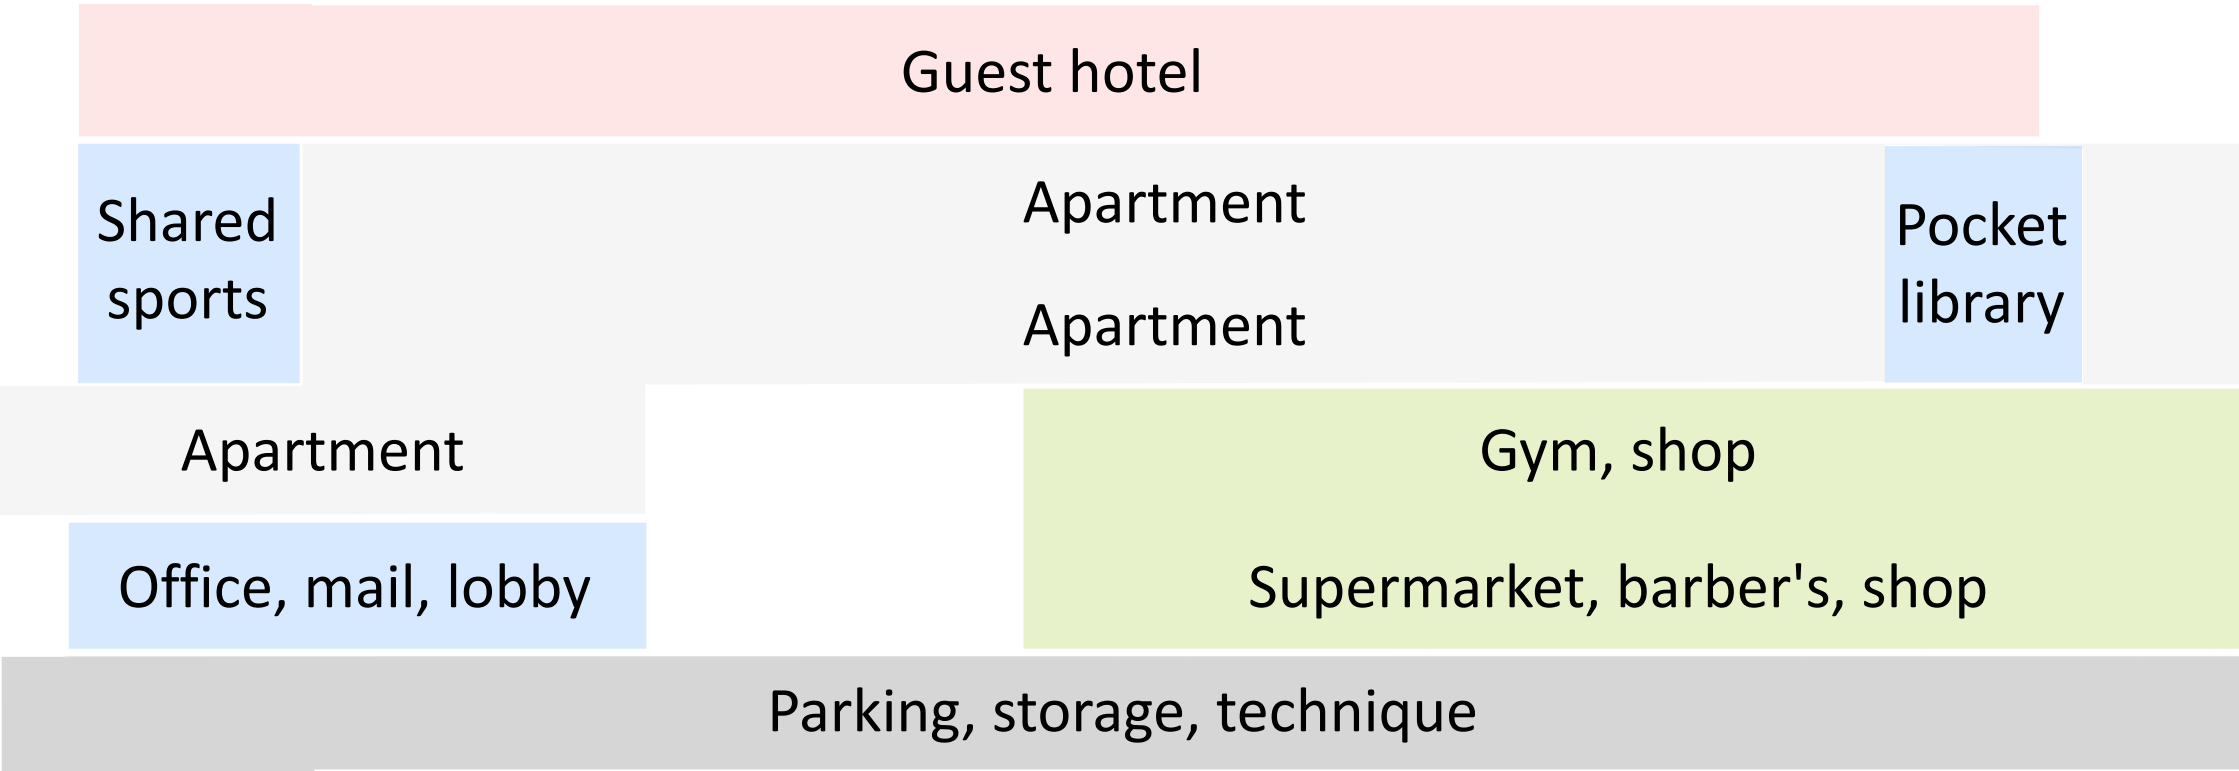 Guest hotel
Shared
sports
Apartment
Apartment
Pocket
library
Apartment
Gym, shop
Office, mail, lobby
Supermarket, barber's, shop
Parking, storage, technique